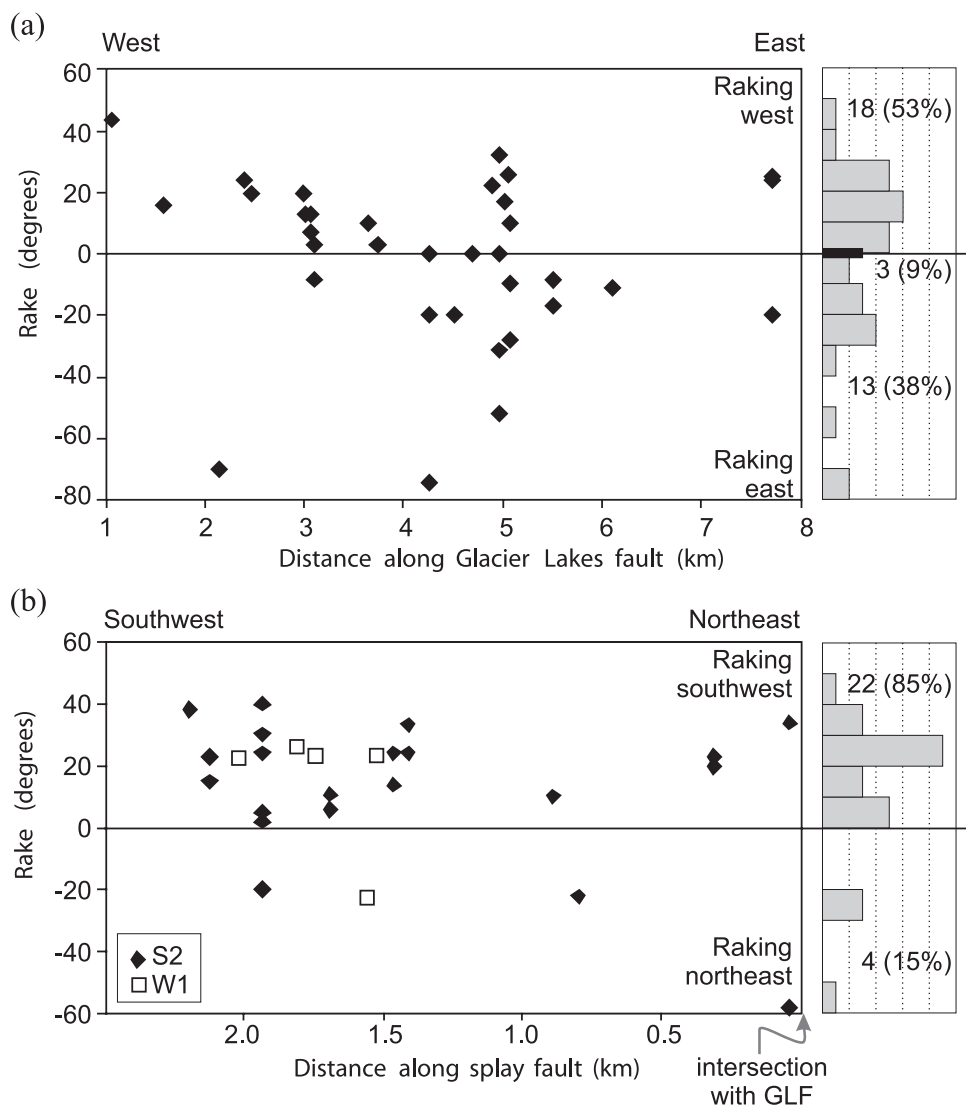 (a)
West
East
60
40
20
0
-20
-40
-60
-80
Rake (degrees)
Raking
west
Raking
east
18 (53%)
3 (9%)
13 (38%)
1
2
3
4
5
6
7
8
Distance along Glacier Lakes fault (km)
(b)
Southwest
Northeast
60
40
20
0
-20
-40
-60
Rake (degrees)
Raking
southwest
Raking
northeast
22 (85%)
4 (15%)
S2
W1
2.0
1.5
1.0
0.5
Distance along splay fault (km)
intersection
with GLF